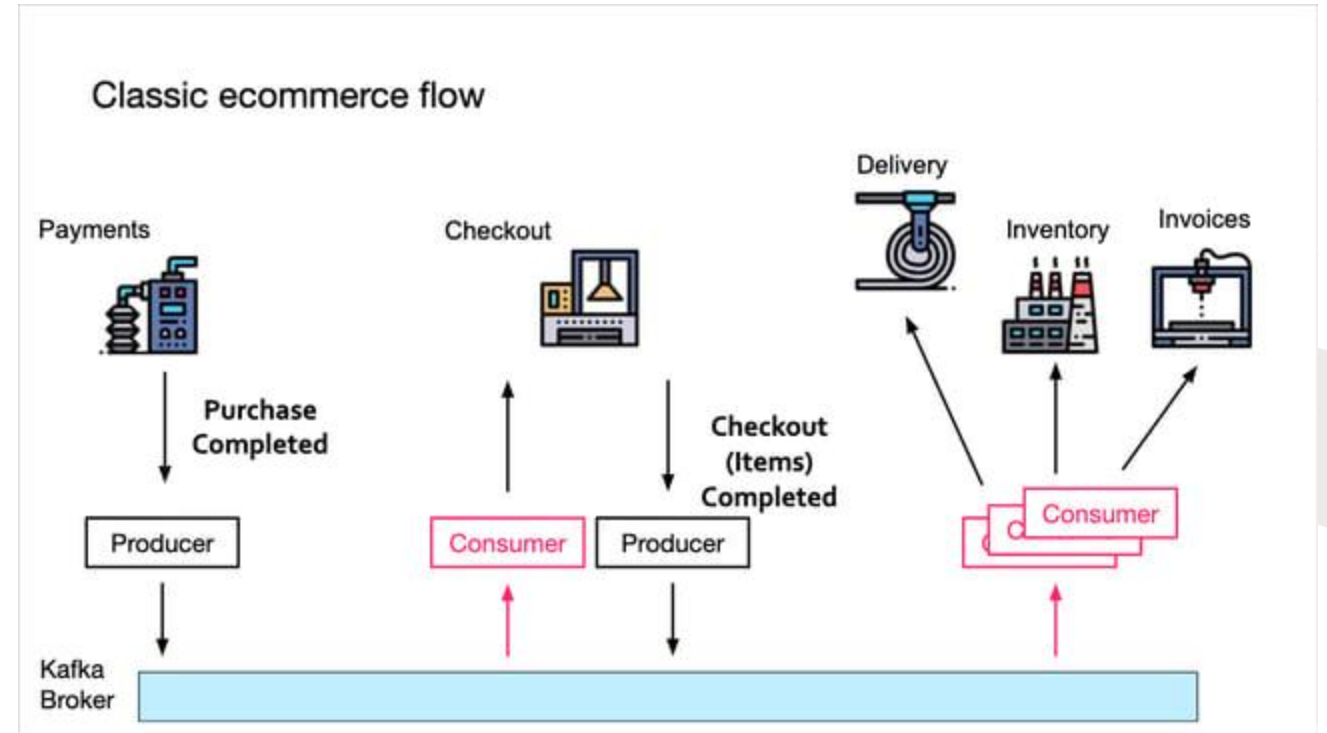 Classic ecommerce flow
Delivery
Payments
Checkout
Inventory
Invoices
Purchase
Completed
Checkout
(Items)
Completed
Producer
Consumer
Producer
C
C
Consumer
Kafka
Broker